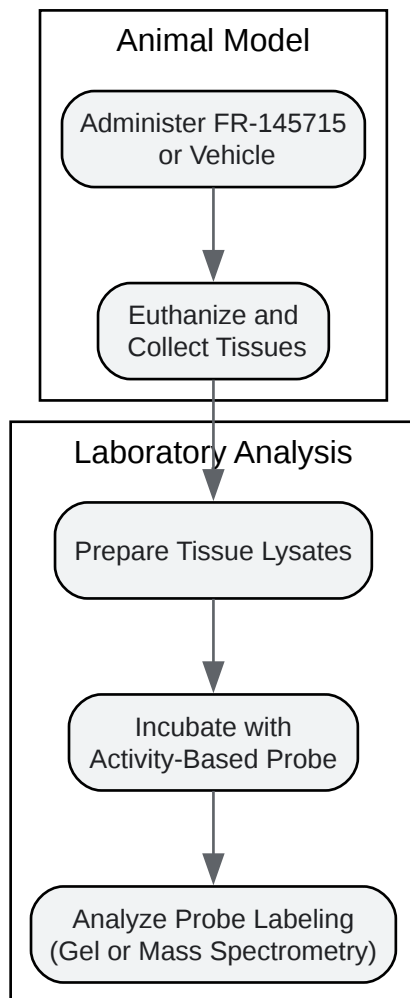 Animal Model
Administer FR-145715
or Vehicle
Euthanize and
Collect Tissues
Laboratory Analysis
Prepare Tissue Lysates
Incubate with
Activity-Based Probe
Analyze Probe Labeling
(Gel or Mass Spectrometry)